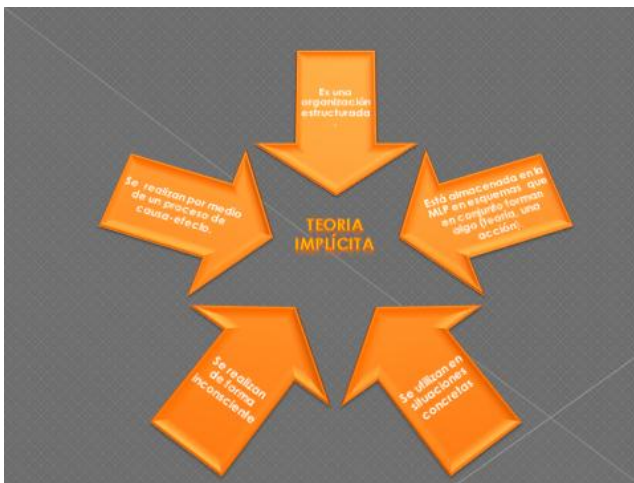 Es una
organización
estructurada
.
Está almacenada en la
MLP en esquemas que
en conjunto forman
algo (teoría, una
acción).
Se utilizan en
situaciones
concretas
Se realizan
de forma
inconsciente
Se realizan por medio
de un proceso de
causa-efecto.
TEORIA
IMPLÍCITA